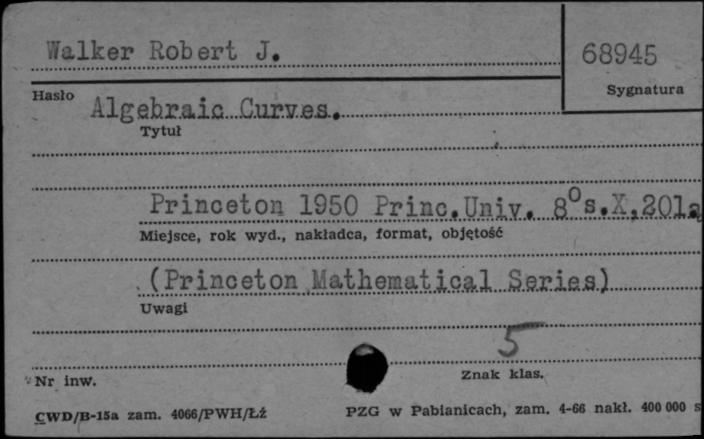 Walker Robert J.
68945
Hasło
Sygnatura
Algebraic Curves.
Tytuł
Princeton 1950 Princ.Univ. 8°s.X,201
Miejsce, rok wyd., nakładca, format, objętość
(Princeton Mathematical Series)
Uwagi
5
Nr inw.
Znak klas.
CWD/B-15a zam. 4066/PWH/Łź
PZG w Pabianicach, zam. 4-66 nakł. 400 000 s